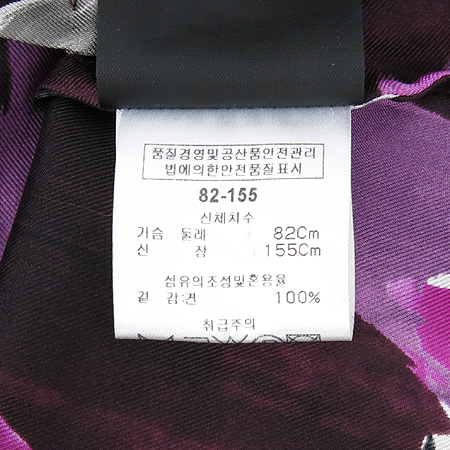 품질경영및공산품안전관리
법에의한안전품질표시
82-155
신체치수
가슴 둘레 82Cm
신 장 155Cm
섬유의조성및혼용율
겉 감:견 100%
취급주의